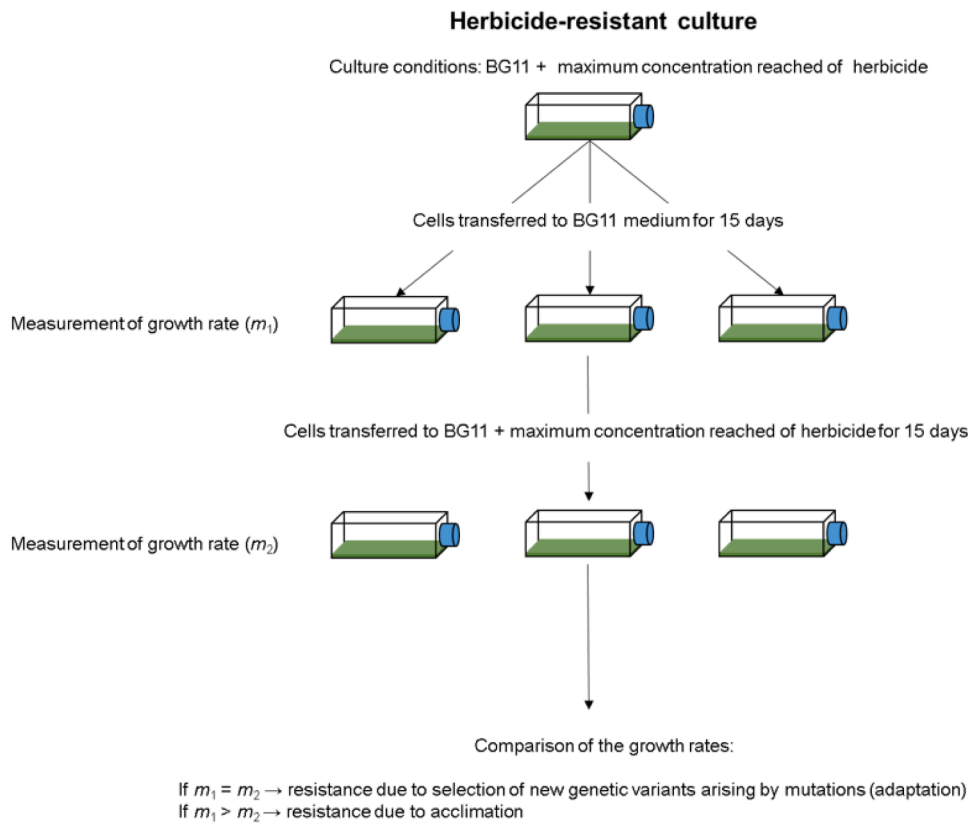 Herbicide-resistant culture
Culture conditions: BG11 + maximum concentration reached of herbicide
Cells transferred to BG11 medium for 15 days
Measurement of growth rate (m₁)
Cells transferred to BG11 + maximum concentration reached of herbicide for 15 days
Measurement of growth rate (m₂)
Comparison of the growth rates:
If m₁ = m₂ → resistance due to selection of new genetic variants arising by mutations (adaptation)
If m₁ > m₂ → resistance due to acclimation